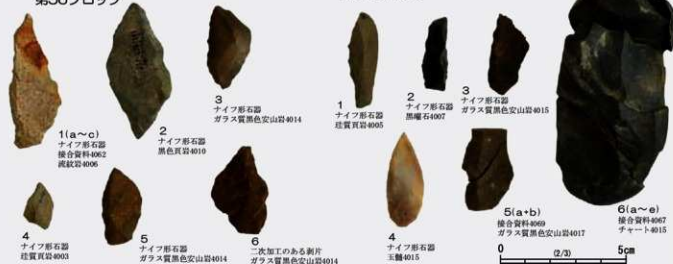 第36ブロック
1(a～c)
ナイフ形石器
接合資料4062
流紋岩4006
2
ナイフ形石器
黒色頁岩4010
3
ナイフ形石器
ガラス質黒色安山岩4014
4
ナイフ形石器
珪質頁岩4003
5
ナイフ形石器
ガラス質黒色安山岩4014
6
二次加工のある剥片
ガラス質黒色安山岩4014
1
ナイフ形石器
珪質頁岩4005
2
ナイフ形石器
黒曜石4007
3
ナイフ形石器
ガラス質黒色安山岩4015
4
ナイフ形石器
玉髄4015
5(a+b)
接合資料4069
ガラス質黒色安山岩4017
6(a～e)
接合資料4067
チャート4015
0 (2/3) 5cm